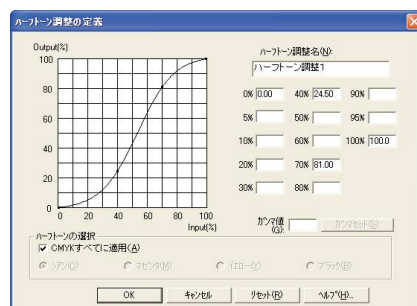 ハーフトーン調整の定義
Output(%)
100
80
60
40
20
0
0 20 40 60 80 100
Input(%)
ハーフトーン調整名(N):
ハーフトーン調整1
0% 0.00 40% 24.50 90%
5% 50% 95%
10% 60% 100% 100.0
20% 70% 81.00
30% 80%
ガンマ値(G): ガンマセット(S)
ハーフトーンの選択
CMYKすべてに適用(A)
シアン(C) マゼンタ(M) イエロー(Y) ブラック(B)
OK キャンセル リセット(R) ヘルプ(H)...